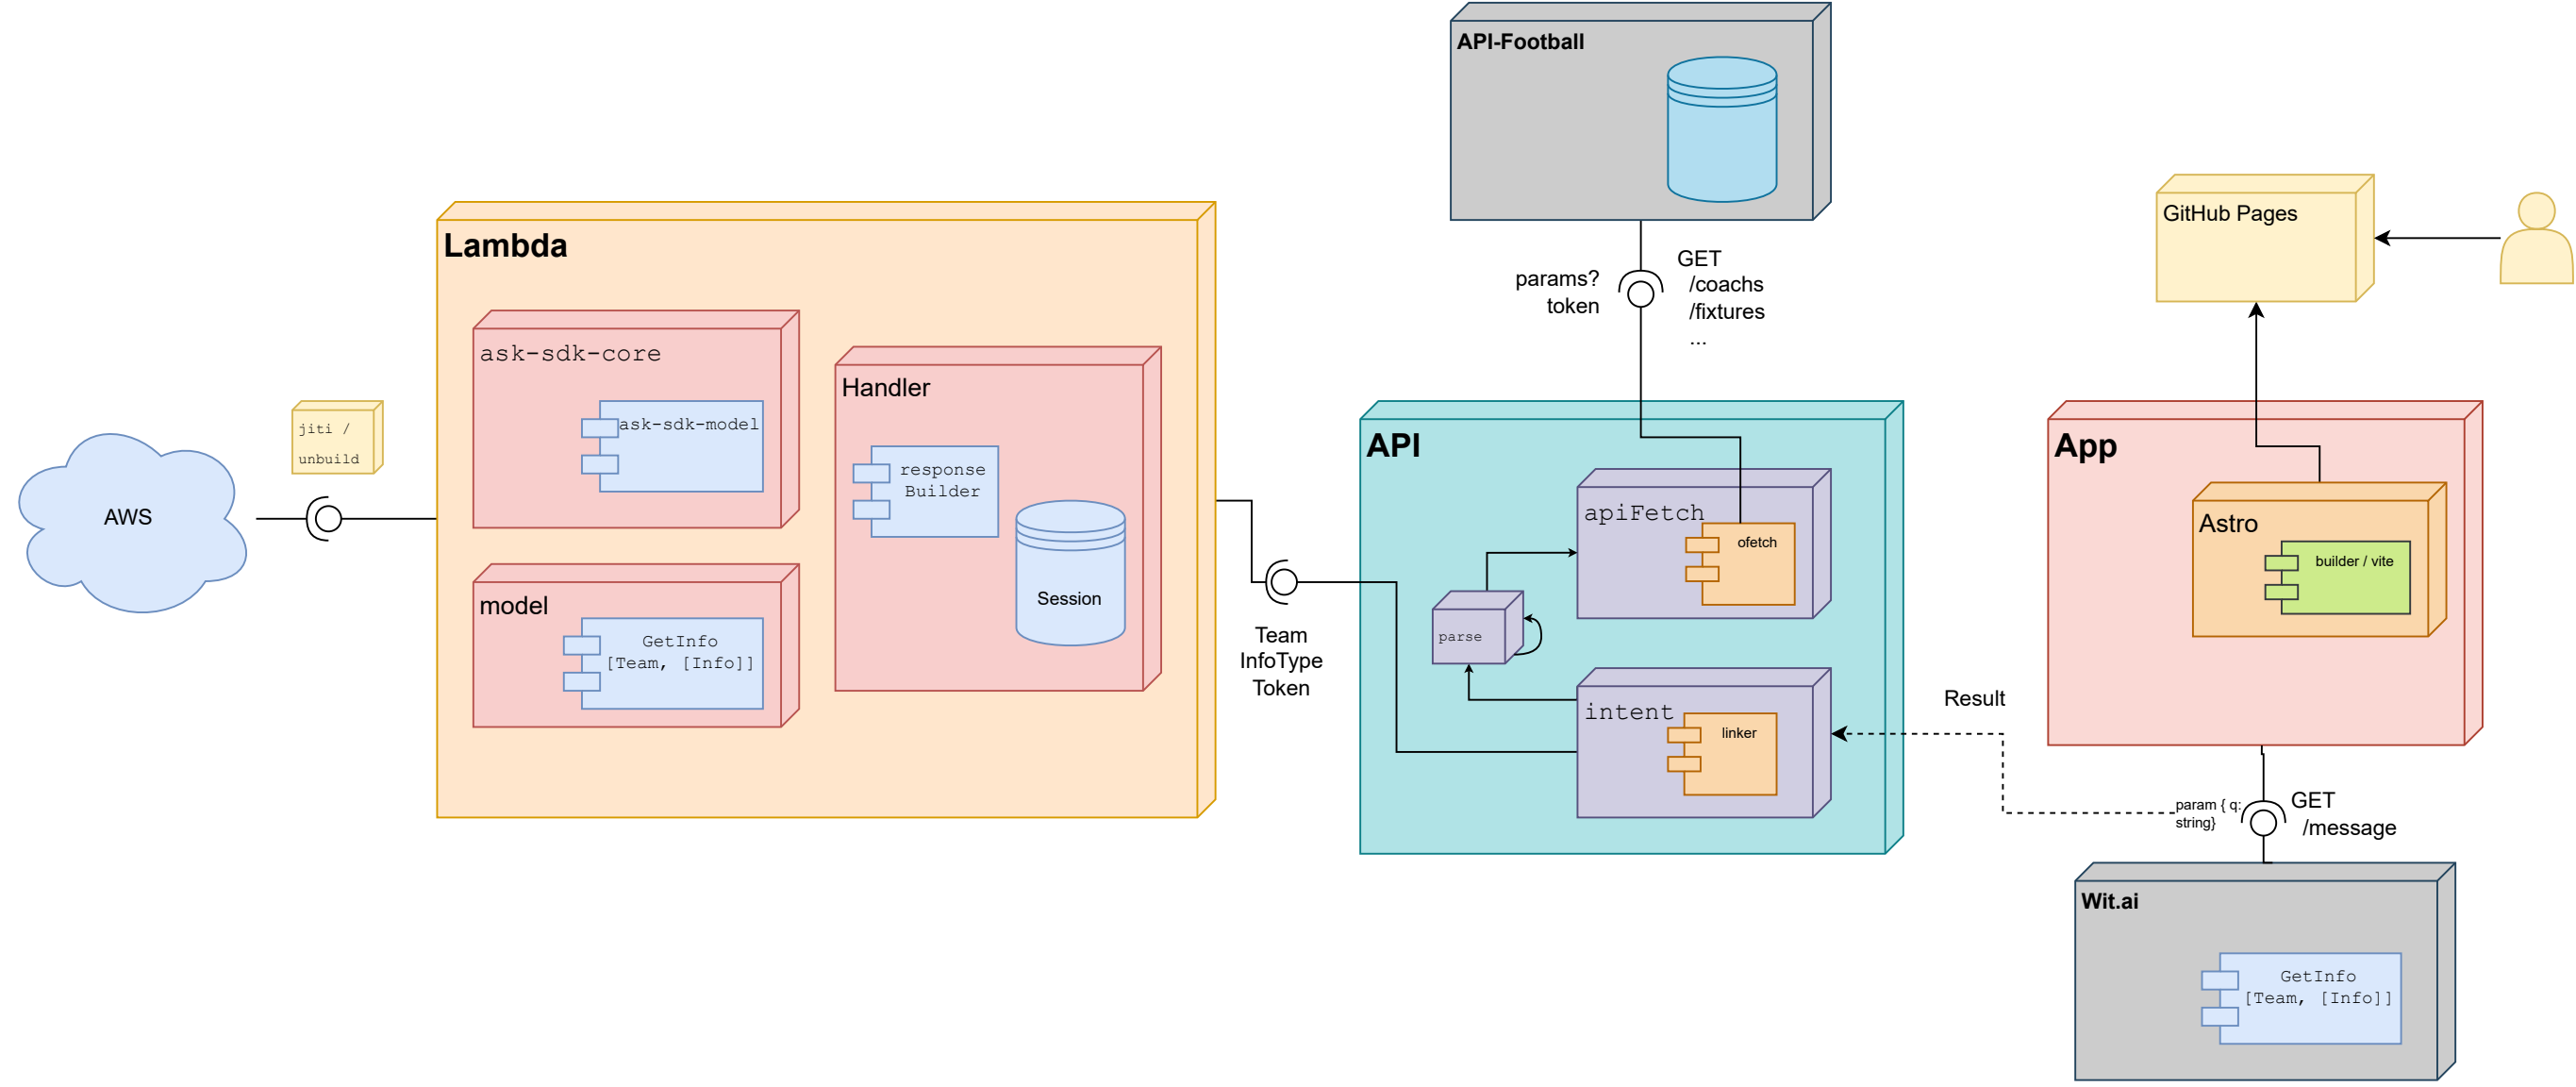 API-Football
GitHub Pages
Lambda
GET
/coachs
/fixtures
...
params?
token
ask-sdk-core
ask-sdk-model
Handler
response
Builder
Session
jiti /
unbuild
AWS
model
GetInfo
[Team, [Info]]
Team
InfoType
Token
API
apiFetch
ofetch
parse
intent
linker
Result
App
Astro
builder / vite
param { q:
string}
GET
/message
Wit.ai
GetInfo
[Team, [Info]]